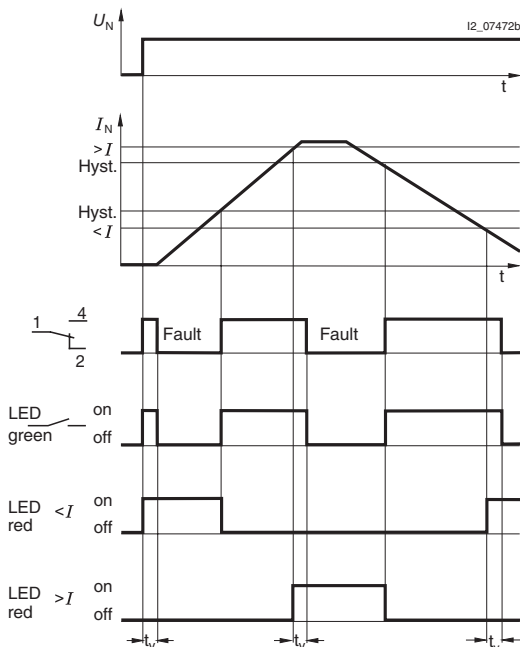 U_N
I2_07472b
t
I_N
>I
Hyst.
Hyst.
<I
t
1
4
2
Fault
Fault
LED
green
on
off
LED
red
<I
on
off
LED
red
>I
on
off
t_v
t_v
t_v
t